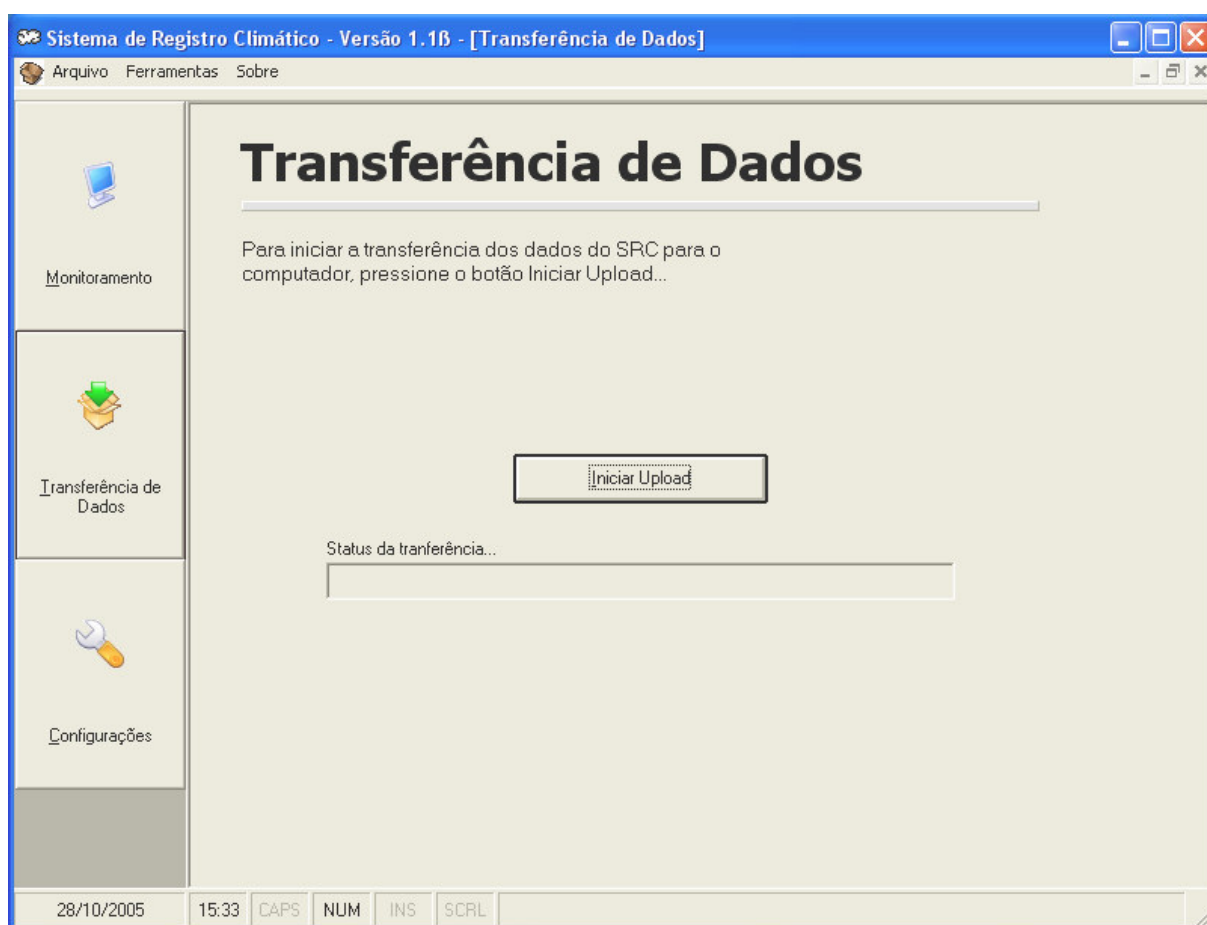 Sistema de Registro Climático - Versão 1.1ß - [Transferência de Dados]
Arquivo Ferramentas Sobre
Monitoramento
Transferência de
Dados
Configurações
Transferência de Dados
Para iniciar a transferência dos dados do SRC para o
computador, pressione o botão Iniciar Upload...
Iniciar Upload
Status da tranferência...
28/10/2005 15:33 CAPS NUM INS SCRL